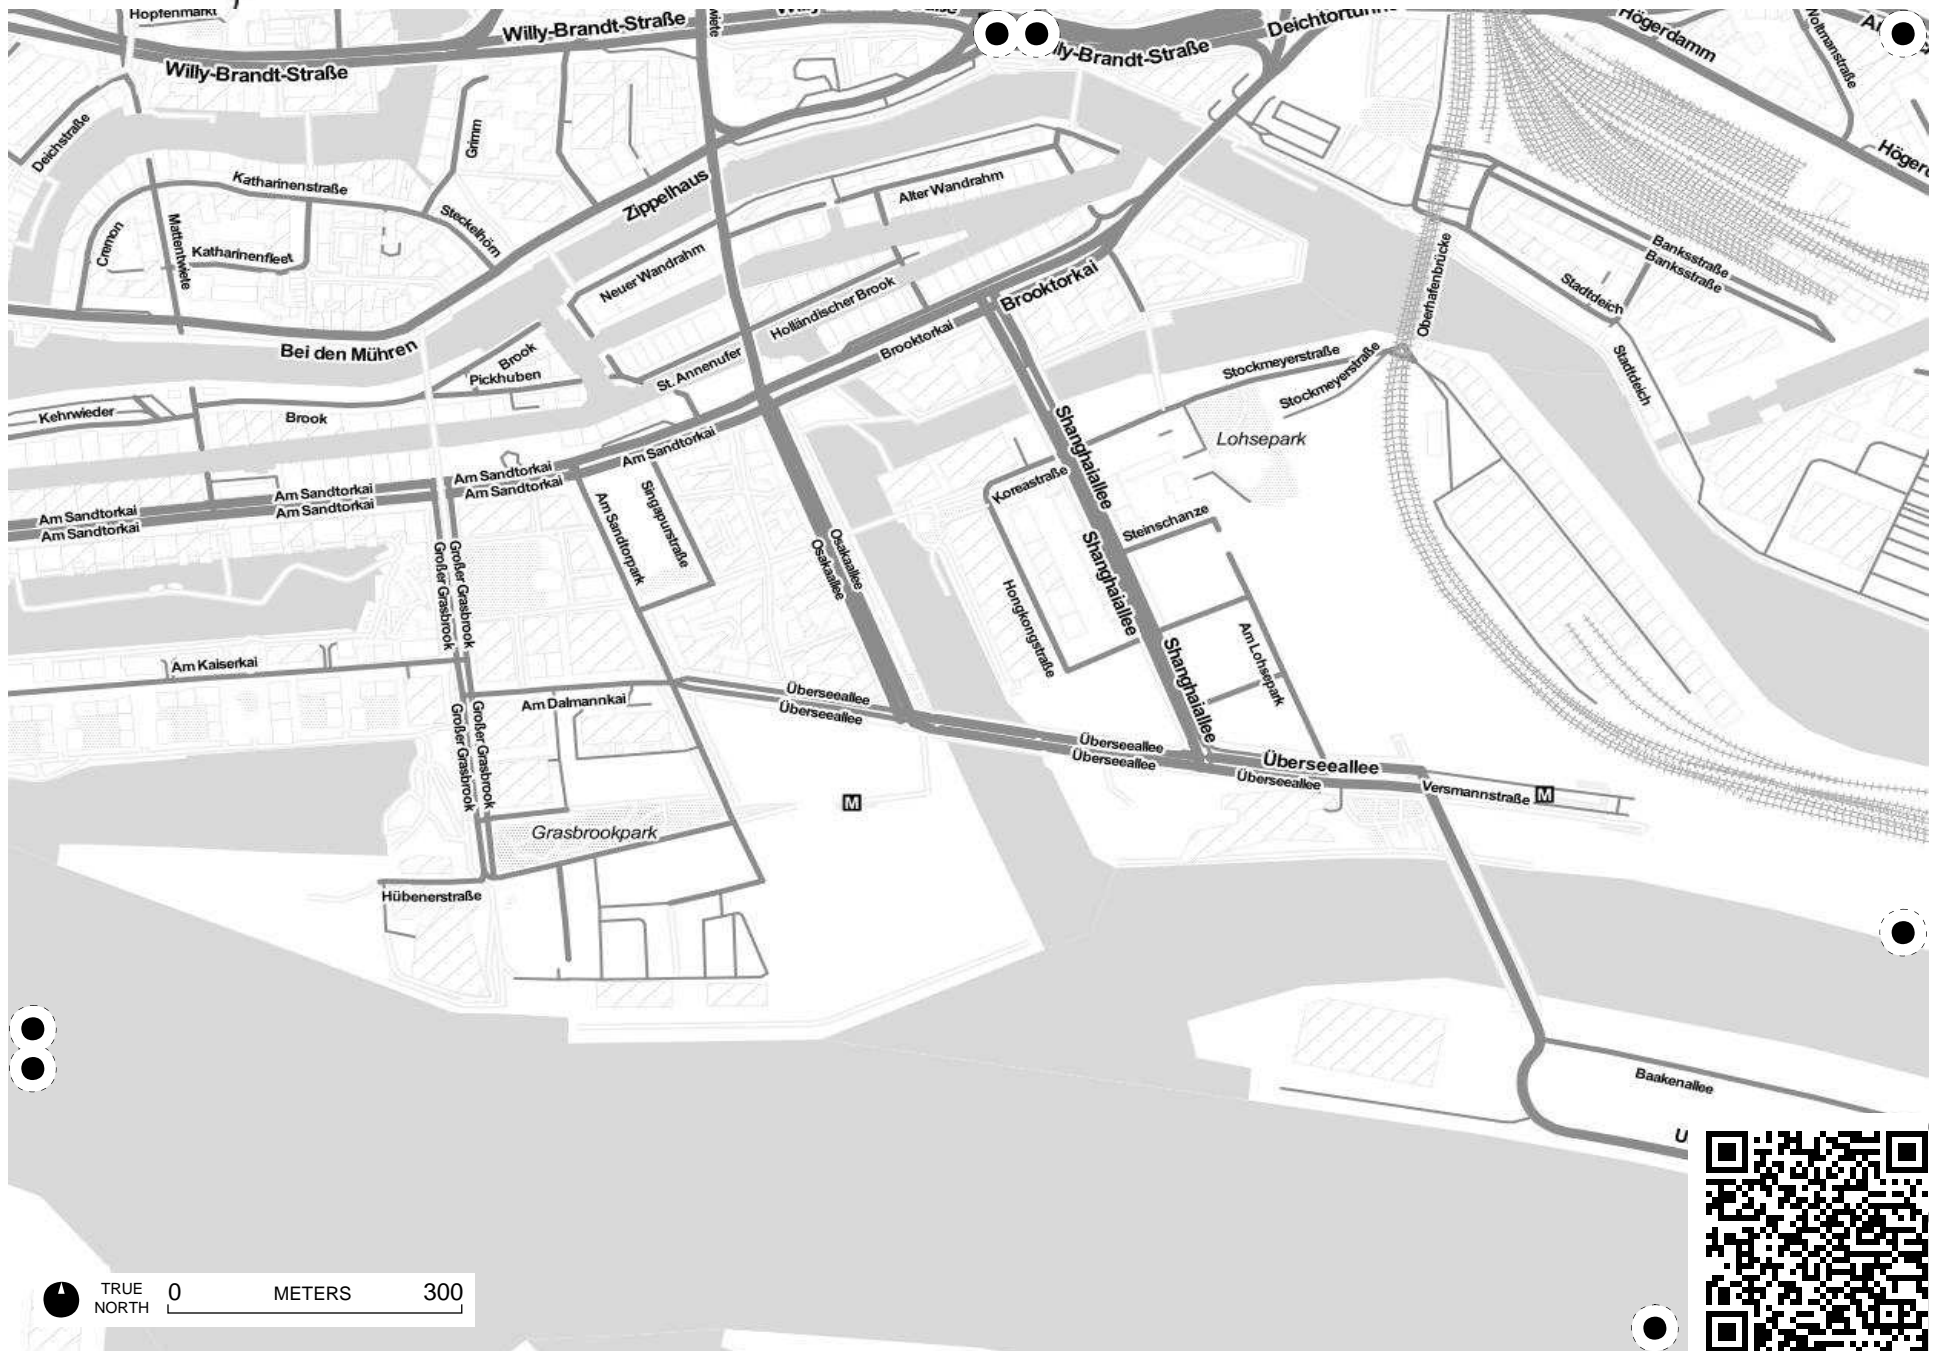 Hopfenmarkt
Willy-Brandt-Straße
Willy-Brandt-Straße
Deichtortunne
Högerdamm
Woltmanstraße
lly-Brandt-Straße
Högerd
Deichstraße
Grimm
Katharinenstraße
Zippelhaus
Alter Wandrahm
Steckelhörn
Mattentwiete
Cremon
Katharinenfleet
Neuer Wandrahm
Brooktorkai
Oberhafenbrücke
Banksstraße
Banksstraße
Stadtdeich
Holländischer Brook
Bei den Mühren
Brook
Pickhuben
St. Annenufer
Brooktorkai
Stockmeyerstraße
Stockmeyerstraße
Stadtdeich
Kehrwieder
Brook
Shanghaiallee
Lohsepark
Am Sandtorkai
Am Sandtorkai
Am Sandtorkai
Am Sandtorkai
Am Sandtorkai
Am Sandtorkai
Am Sandtorkai
Koreastraße
Singapurstraße
Am Sandtorpark
Steinschanze
Osakaallee
Osakaallee
Shanghaiallee
Großer Grasbrook
Großer Grasbrook
Hongkongstraße
Am Lohsepark
Shanghaiallee
Am Kaiserkai
Am Dalmannkai
Überseeallee
Überseeallee
Großer Grasbrook
Großer Grasbrook
Überseeallee
Überseeallee
Überseeallee
Überseeallee
Versmannstraße
M
M
Grasbrookpark
Hübenerstraße
Baakenallee
U
TRUE
NORTH
0 METERS 300